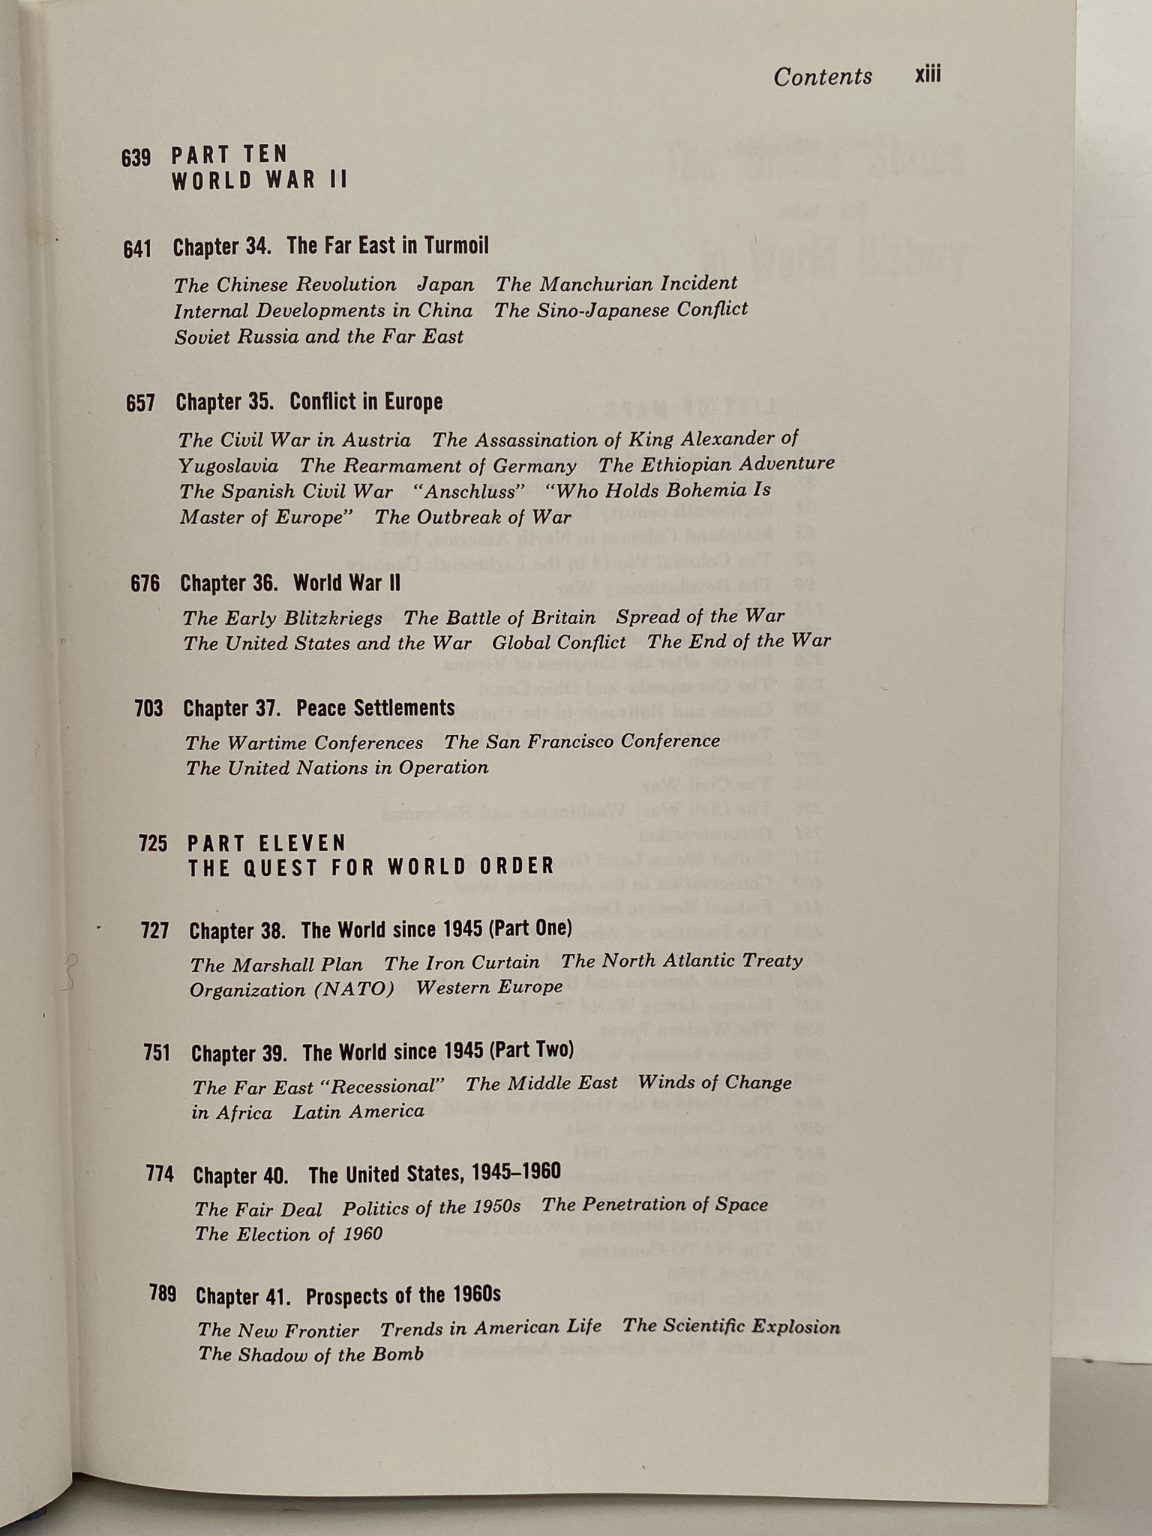 Contents xiii
639 PART TEN
WORLD WAR II
641 Chapter 34. The Far East in Turmoil
The Chinese Revolution Japan The Manchurian Incident
Internal Developments in China The Sino-Japanese Conflict
Soviet Russia and the Far East
657 Chapter 35. Conflict in Europe
The Civil War in Austria The Assassination of King Alexander of
Yugoslavia The Rearmament of Germany The Ethiopian Adventure
The Spanish Civil War “Anschluss” “Who Holds Bohemia Is
Master of Europe” The Outbreak of War
676 Chapter 36. World War II
The Early Blitzkriegs The Battle of Britain Spread of the War
The United States and the War Global Conflict The End of the War
703 Chapter 37. Peace Settlements
The Wartime Conferences The San Francisco Conference
The United Nations in Operation
725 PART ELEVEN
THE QUEST FOR WORLD ORDER
727 Chapter 38. The World since 1945 (Part One)
The Marshall Plan The Iron Curtain The North Atlantic Treaty
Organization (NATO) Western Europe
751 Chapter 39. The World since 1945 (Part Two)
The Far East “Recessional” The Middle East Winds of Change
in Africa Latin America
774 Chapter 40. The United States, 1945–1960
The Fair Deal Politics of the 1950s The Penetration of Space
The Election of 1960
789 Chapter 41. Prospects of the 1960s
The New Frontier Trends in American Life The Scientific Explosion
The Shadow of the Bomb